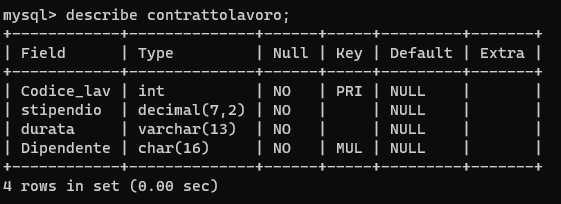 mysql> describe contrattolavoro;
+------------+--------------+------+-----+---------+-------+
| Field      | Type         | Null | Key | Default | Extra |
+------------+--------------+------+-----+---------+-------+
| Codice_lav | int          | NO   | PRI | NULL    |       |
| stipendio  | decimal(7,2) | NO   |     | NULL    |       |
| durata     | varchar(13)  | NO   |     | NULL    |       |
| Dipendente | char(16)     | NO   | MUL | NULL    |       |
+------------+--------------+------+-----+---------+-------+
4 rows in set (0.00 sec)